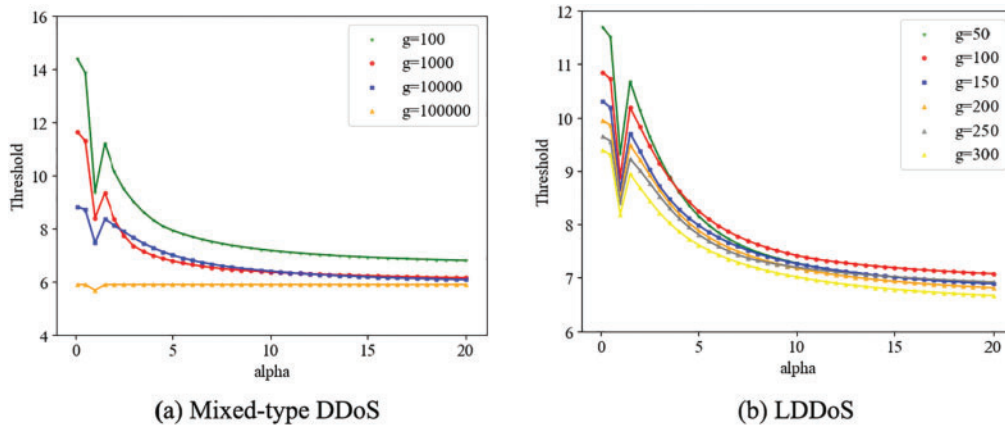 16
14
12
10
8
6
4
Threshold
0
5
10
15
20
alpha
g=100
g=1000
g=10000
g=100000
(a) Mixed-type DDoS
12
11
10
9
8
7
6
Threshold
0
5
10
15
20
alpha
g=50
g=100
g=150
g=200
g=250
g=300
(b) LDDoS